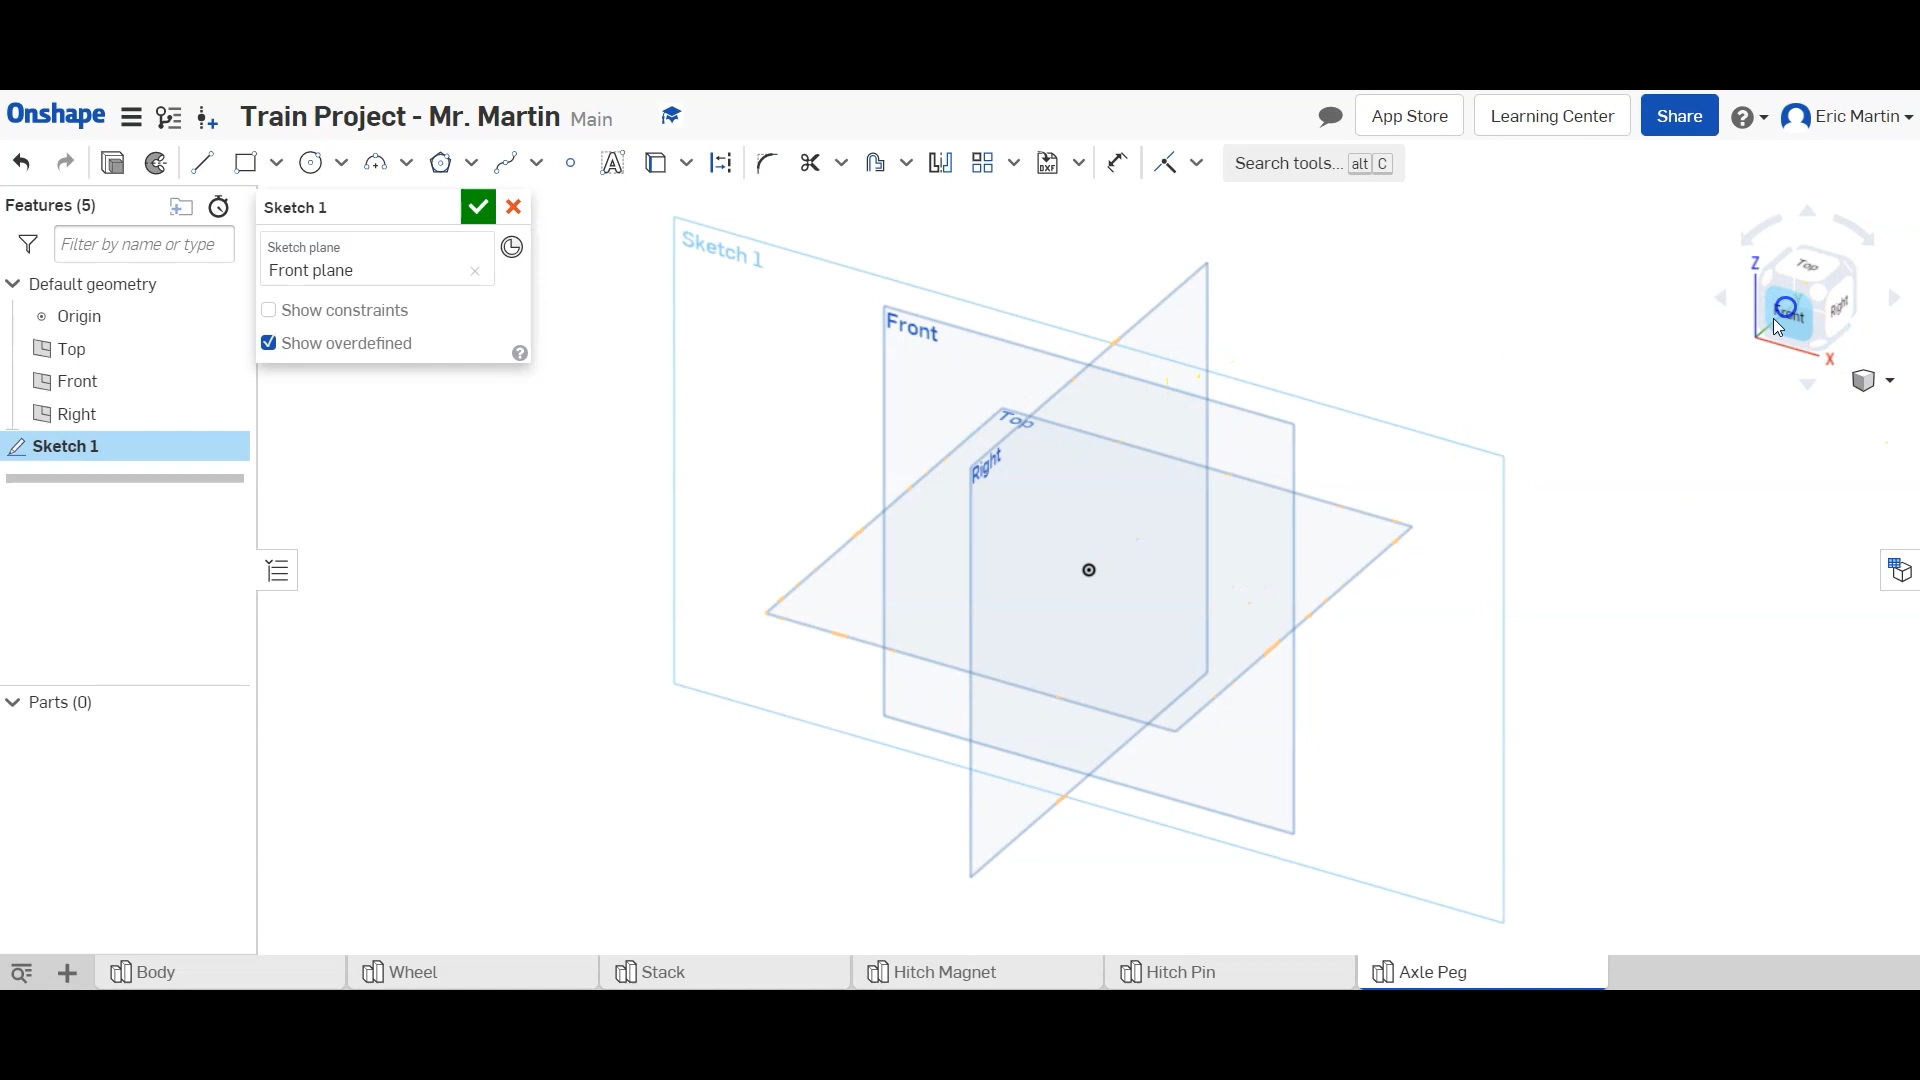 Onshape
Train Project - Mr. Martin Main
App Store
Learning Center
Share
Eric Martin
Search tools... alt C
Features (5)
Filter by name or type
Default geometry
Origin
Top
Front
Right
Sketch 1
Parts (0)
Sketch 1
Sketch plane
Front plane
Show constraints
Show overdefined
Sketch 1
Front
Top
Right
Z
Top
Front
Right
X
Body
Wheel
Stack
Hitch Magnet
Hitch Pin
Axle Peg